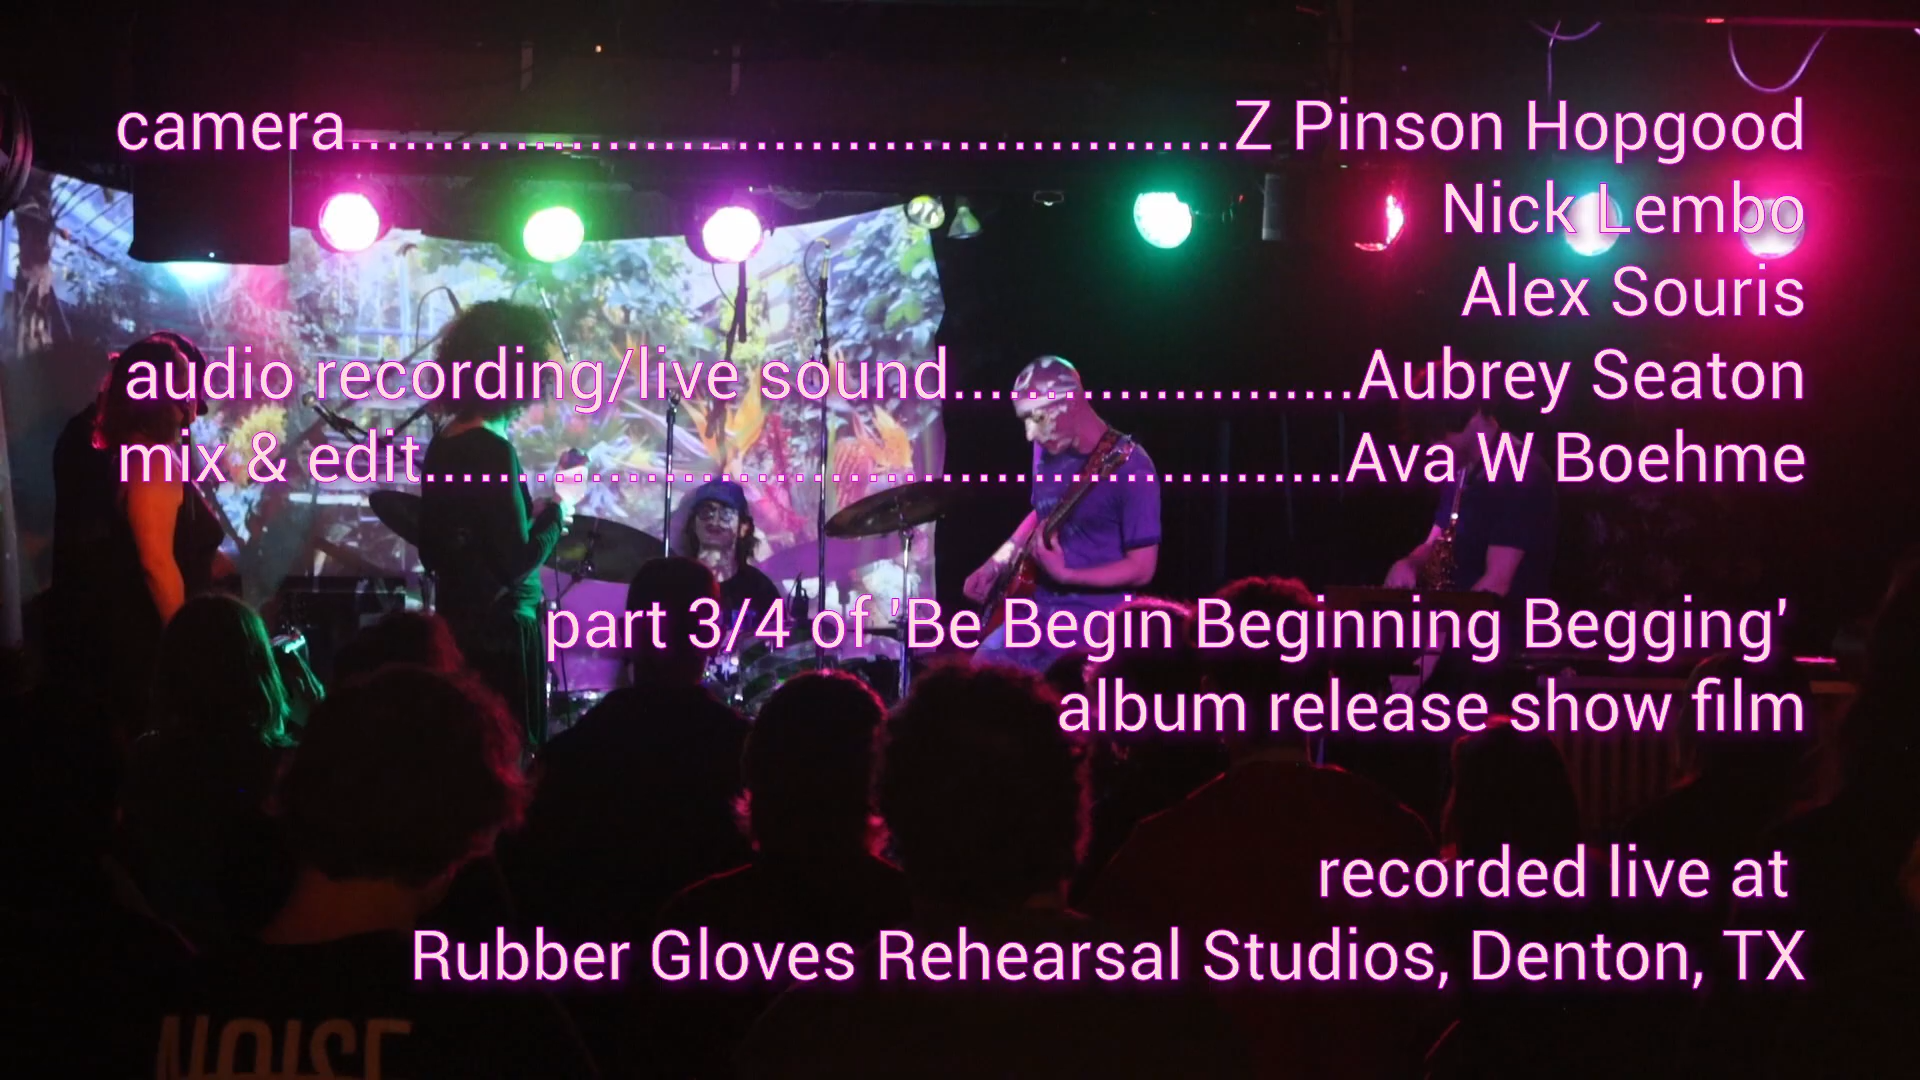 camera.................................................Z Pinson Hopgood
Nick Lembo
Alex Souris
audio recording/live sound......................Aubrey Seaton
mix & edit...................................................Ava W Boehme
part 3/4 of 'Be Begin Beginning Begging'
album release show film
recorded live at
Rubber Gloves Rehearsal Studios, Denton, TX
NOISE